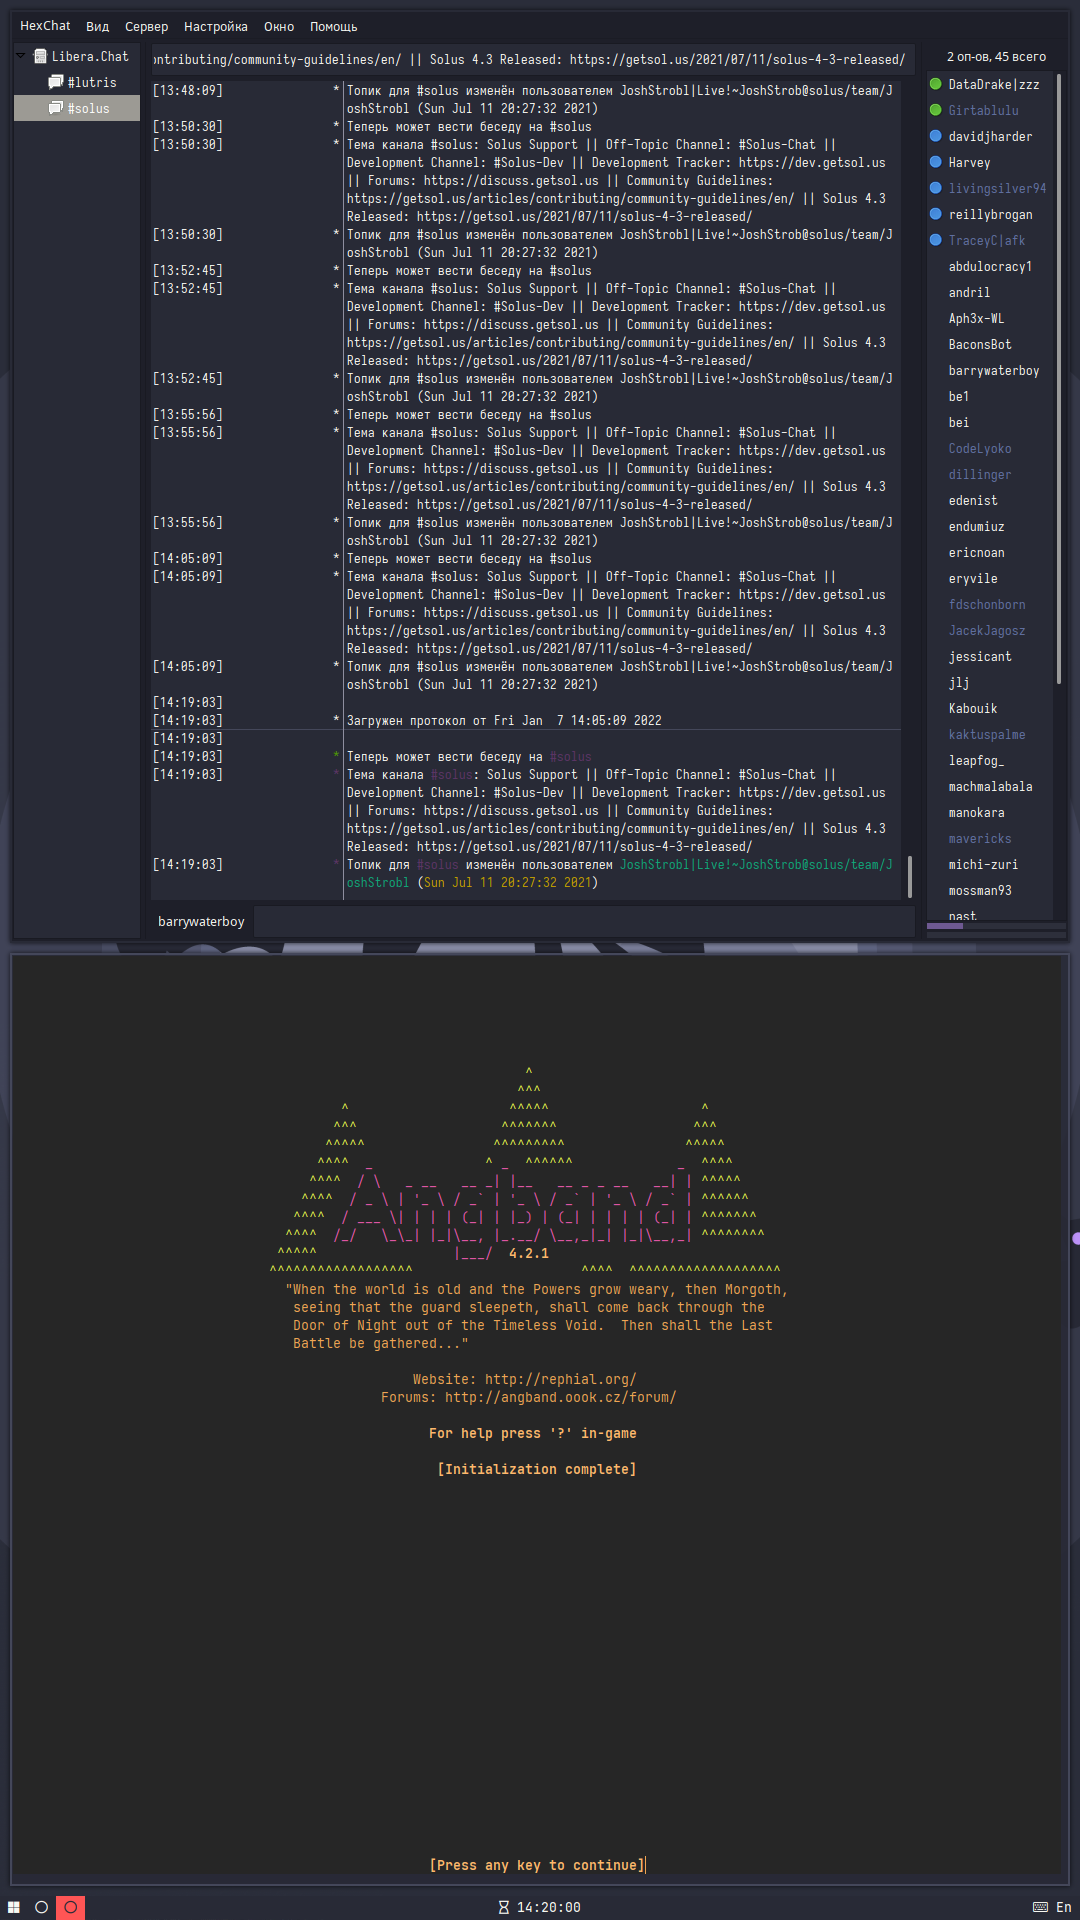 HexChat Вид Сервер Настройка Окно Помощь
Libera.Chat
#lutris
#solus
ontributing/community-guidelines/en/ || Solus 4.3 Released: https://getsol.us/2021/07/11/solus-4-3-released/
[13:48:09] * Топик для #solus изменён пользователем JoshStrobl|Live!~JoshStrob@solus/team/J
oshStrobl (Sun Jul 11 20:27:32 2021)
[13:50:30] * Теперь может вести беседу на #solus
[13:50:30] * Тема канала #solus: Solus Support || Off-Topic Channel: #Solus-Chat ||
Development Channel: #Solus-Dev || Development Tracker: https://dev.getsol.us
|| Forums: https://discuss.getsol.us || Community Guidelines:
https://getsol.us/articles/contributing/community-guidelines/en/ || Solus 4.3
Released: https://getsol.us/2021/07/11/solus-4-3-released/
[13:50:30] * Топик для #solus изменён пользователем JoshStrobl|Live!~JoshStrob@solus/team/J
oshStrobl (Sun Jul 11 20:27:32 2021)
[13:52:45] * Теперь может вести беседу на #solus
[13:52:45] * Тема канала #solus: Solus Support || Off-Topic Channel: #Solus-Chat ||
Development Channel: #Solus-Dev || Development Tracker: https://dev.getsol.us
|| Forums: https://discuss.getsol.us || Community Guidelines:
https://getsol.us/articles/contributing/community-guidelines/en/ || Solus 4.3
Released: https://getsol.us/2021/07/11/solus-4-3-released/
[13:52:45] * Топик для #solus изменён пользователем JoshStrobl|Live!~JoshStrob@solus/team/J
oshStrobl (Sun Jul 11 20:27:32 2021)
[13:55:56] * Теперь может вести беседу на #solus
[13:55:56] * Тема канала #solus: Solus Support || Off-Topic Channel: #Solus-Chat ||
Development Channel: #Solus-Dev || Development Tracker: https://dev.getsol.us
|| Forums: https://discuss.getsol.us || Community Guidelines:
https://getsol.us/articles/contributing/community-guidelines/en/ || Solus 4.3
Released: https://getsol.us/2021/07/11/solus-4-3-released/
[13:55:56] * Топик для #solus изменён пользователем JoshStrobl|Live!~JoshStrob@solus/team/J
oshStrobl (Sun Jul 11 20:27:32 2021)
[14:05:09] * Теперь может вести беседу на #solus
[14:05:09] * Тема канала #solus: Solus Support || Off-Topic Channel: #Solus-Chat ||
Development Channel: #Solus-Dev || Development Tracker: https://dev.getsol.us
|| Forums: https://discuss.getsol.us || Community Guidelines:
https://getsol.us/articles/contributing/community-guidelines/en/ || Solus 4.3
Released: https://getsol.us/2021/07/11/solus-4-3-released/
[14:05:09] * Топик для #solus изменён пользователем JoshStrobl|Live!~JoshStrob@solus/team/J
oshStrobl (Sun Jul 11 20:27:32 2021)
[14:19:03]
[14:19:03] * Загружен протокол от Fri Jan  7 14:05:09 2022
[14:19:03]
[14:19:03] * Теперь может вести беседу на #solus
[14:19:03] * Тема канала #solus: Solus Support || Off-Topic Channel: #Solus-Chat ||
Development Channel: #Solus-Dev || Development Tracker: https://dev.getsol.us
|| Forums: https://discuss.getsol.us || Community Guidelines:
https://getsol.us/articles/contributing/community-guidelines/en/ || Solus 4.3
Released: https://getsol.us/2021/07/11/solus-4-3-released/
[14:19:03] * Топик для #solus изменён пользователем JoshStrobl|Live!~JoshStrob@solus/team/J
oshStrobl (Sun Jul 11 20:27:32 2021)
barrywaterboy
2 оп-ов, 45 всего
DataDrake|zzz
Girtablulu
davidjharder
Harvey
livingsilver94
reillybrogan
TraceyC|afk
abdulocracy1
andril
Aph3x-WL
BaconsBot
barrywaterboy
be1
bei
CodeLyoko
dillinger
edenist
endumiuz
ericnoan
eryvile
fdschonborn
JacekJagosz
jessicant
jlj
Kabouik
kaktuspalme
leapfog_
machmalabala
manokara
mavericks
michi-zuri
mossman93
nast
Angband
4.2.1
"When the world is old and the Powers grow weary, then Morgoth,
seeing that the guard sleepeth, shall come back through the
Door of Night out of the Timeless Void.  Then shall the Last
Battle be gathered..."
Website: http://rephial.org/
Forums: http://angband.oook.cz/forum/
For help press '?' in-game
[Initialization complete]
[Press any key to continue]
14:20:00
En